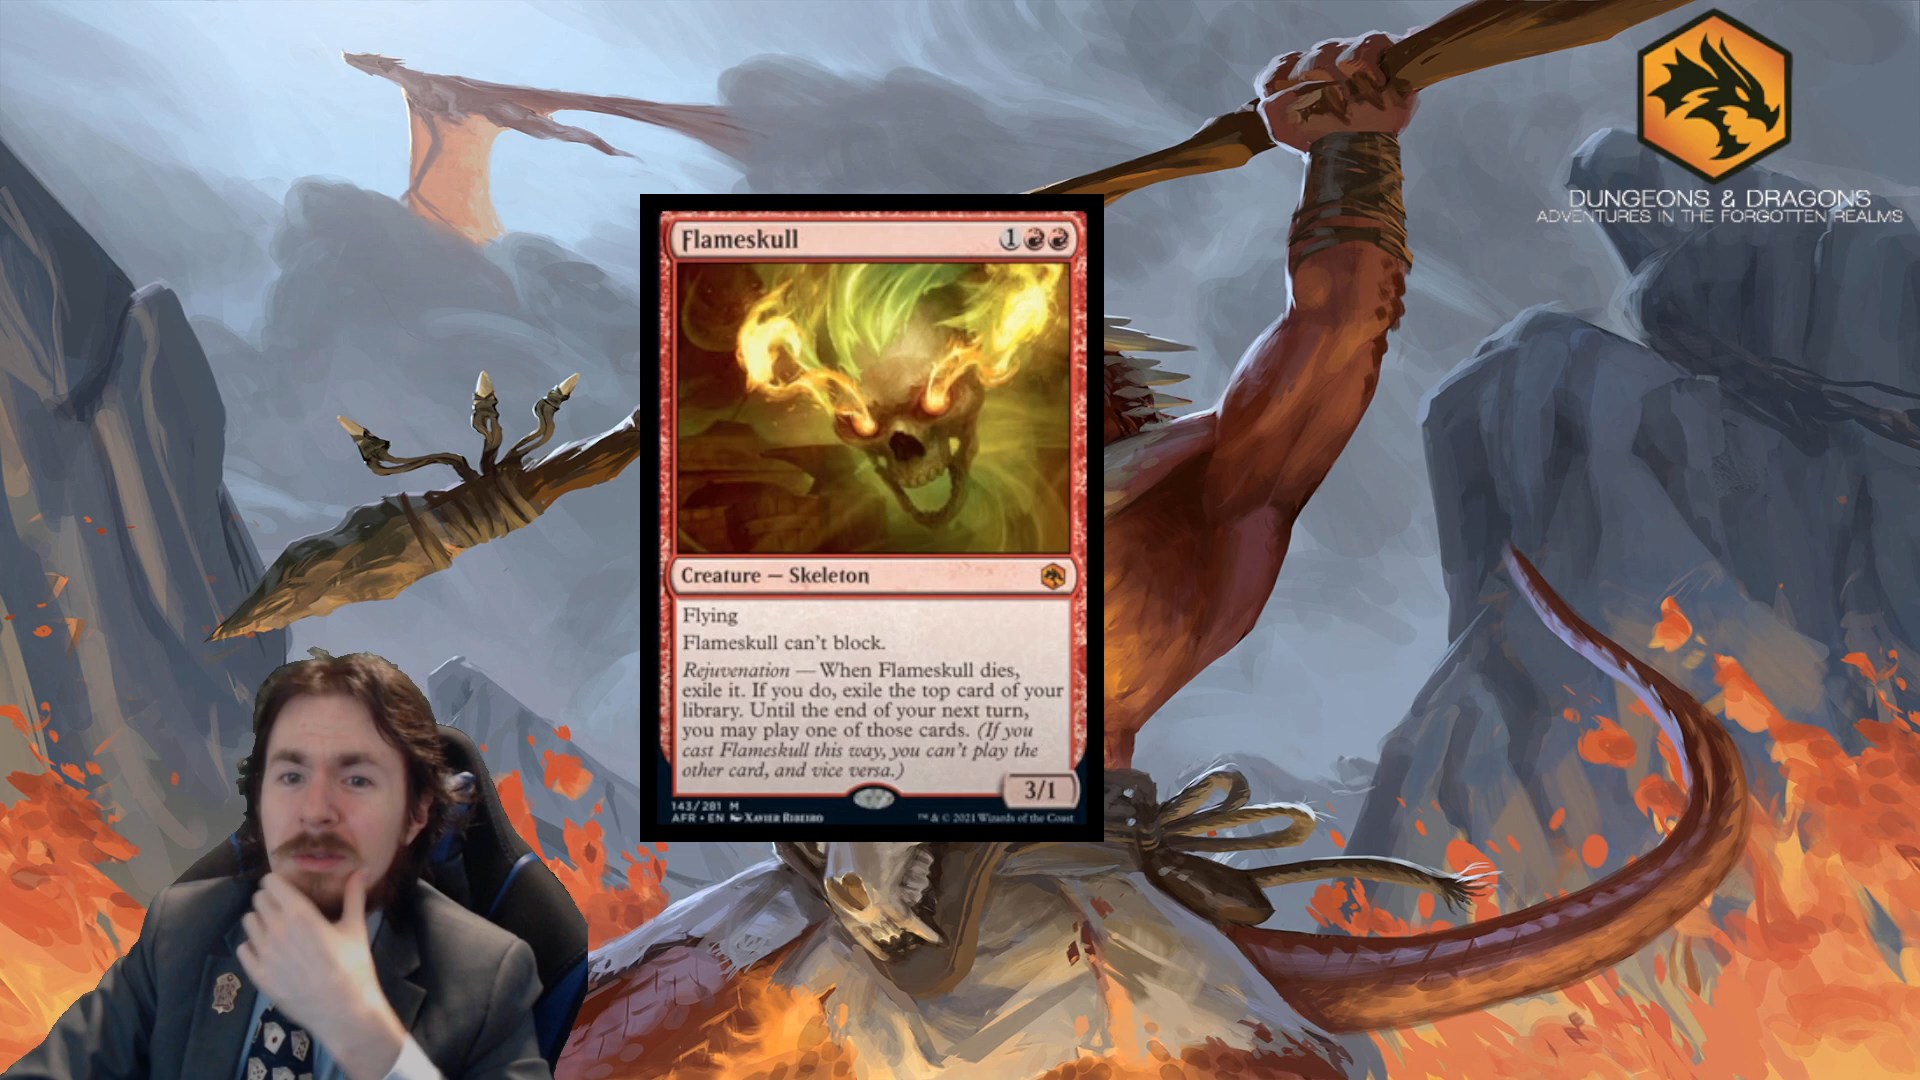 DUNGEONS & DRAGONS
ADVENTURES IN THE FORGOTTEN REALMS
Flameskull 1
Creature — Skeleton
Flying
Flameskull can't block.
Rejuvenation — When Flameskull dies,
exile it. If you do, exile the top card of your
library. Until the end of your next turn,
you may play one of those cards. (If you
cast Flameskull this way, you can't play the
other card, and vice versa.)
3/1
143/281 M
AFR • EN XAVIER RIBEIRO
™ & © 2021 Wizards of the Coast